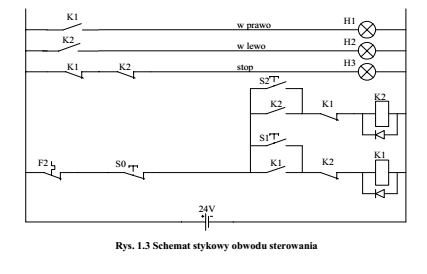 K1 w prawo H1
K2 w lewo H2
K1 K2 stop H3
S2
K2 K1 K2
S1
F2 S0 K1 K2 K1
24V
Rys. 1.3 Schemat stykowy obwodu sterowania